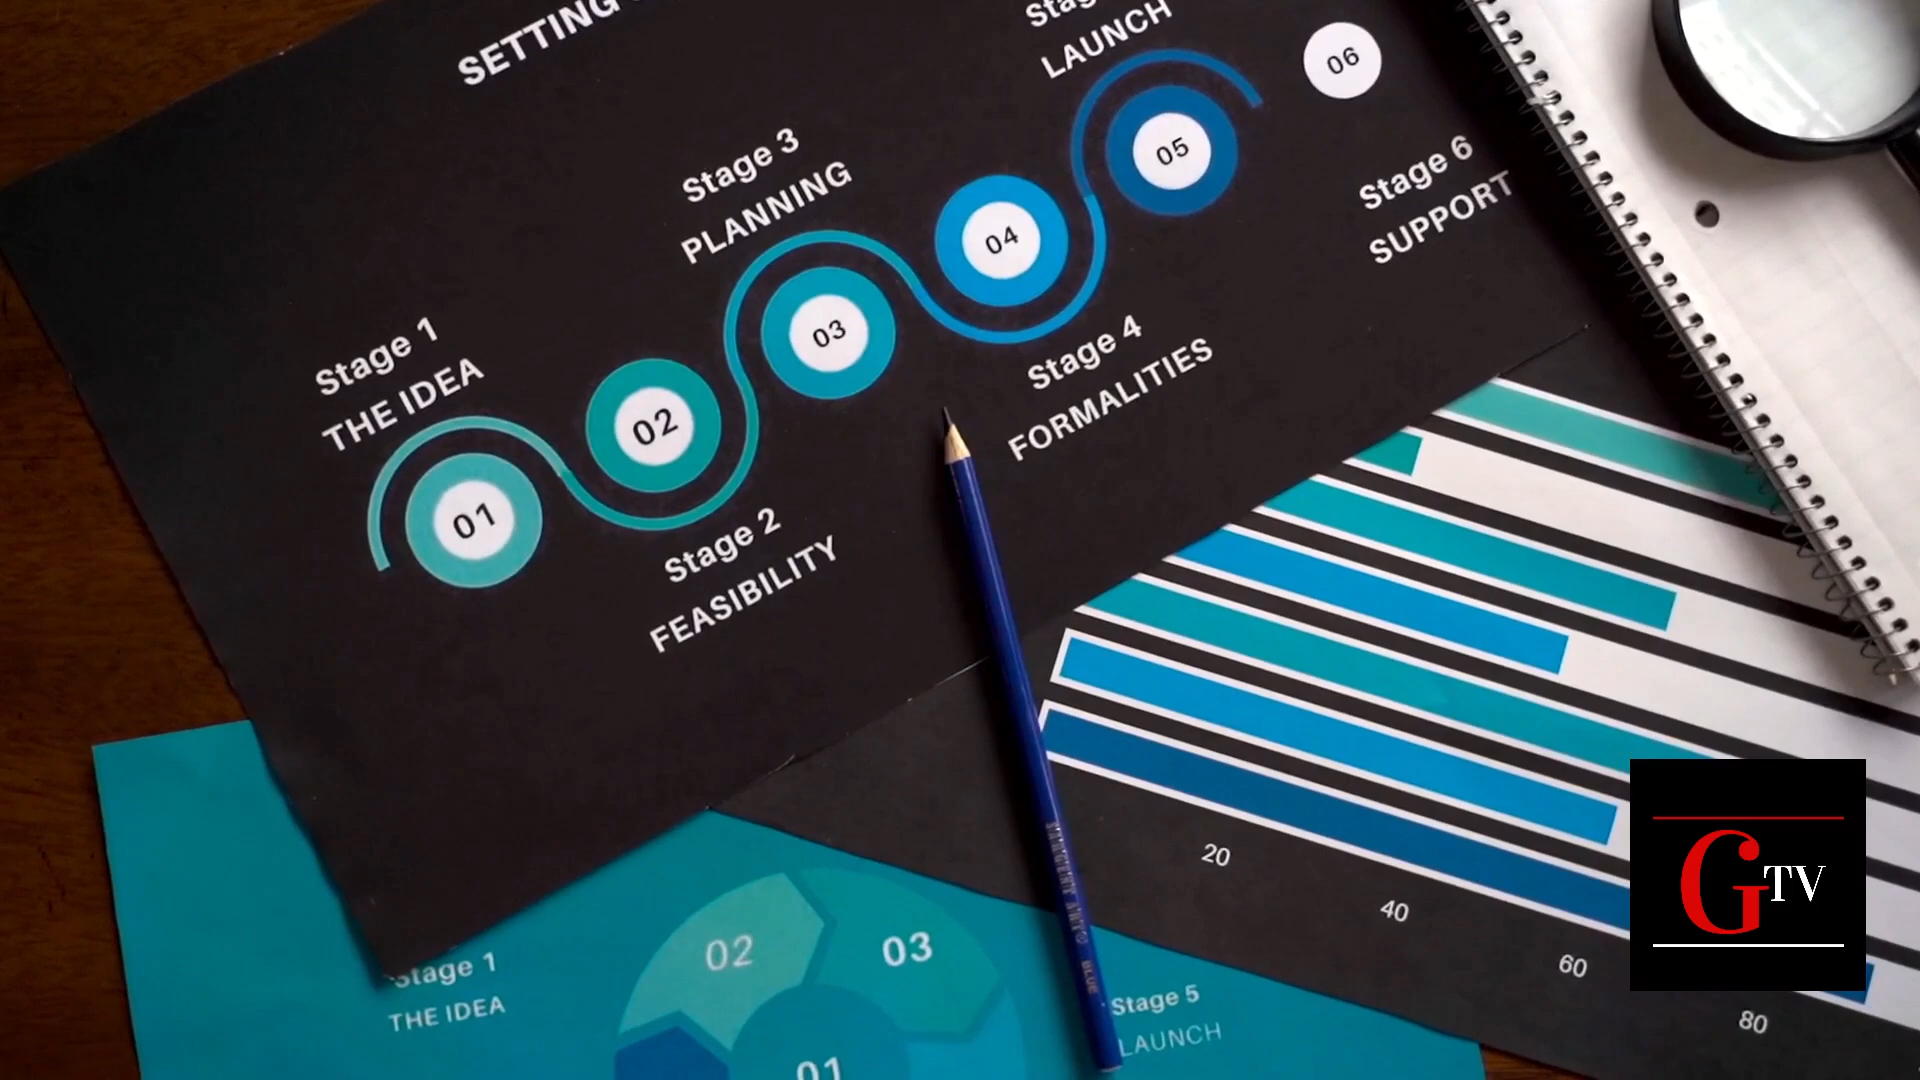 SETTING
LAUNCH
06
05
Stage 3
PLANNING
Stage 6
SUPPORT
04
03
Stage 1
THE IDEA
Stage 4
FORMALITIES
02
01
Stage 2
FEASIBILITY
20
40
60
80
GTV
02
03
Stage 1
THE IDEA
Stage 5
LAUNCH
01
BLUE